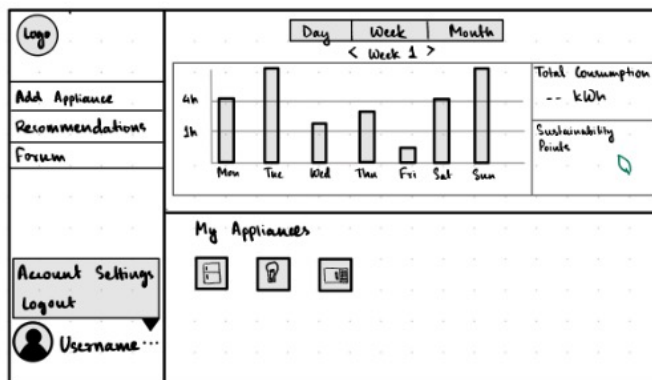 Logo
Add Appliance
Recommendations
Forum
Account Settings
Logout
Username ...
Day Week Month
< Week 1 >
4h
1h
Mon Tue Wed Thu Fri Sat Sun
Total Consumption
-- kWh
Sustainability
Points
My Appliances